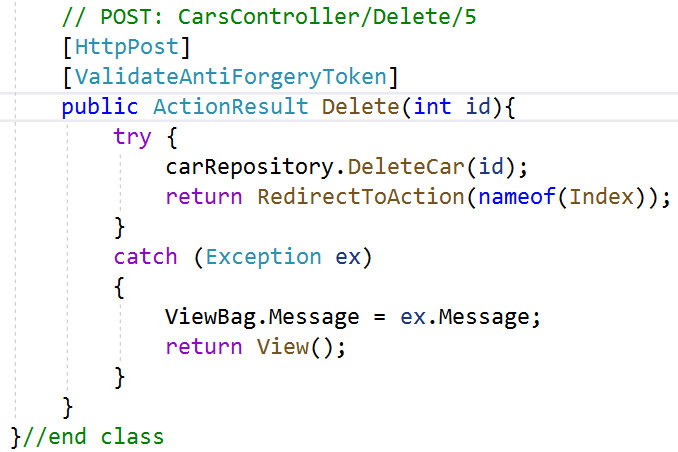 // POST: CarsController/Delete/5
[HttpPost]
[ValidateAntiForgeryToken]
public ActionResult Delete(int id){
try {
carRepository.DeleteCar(id);
return RedirectToAction(nameof(Index));
}
catch (Exception ex)
{
ViewBag.Message = ex.Message;
return View();
}
}
}//end class